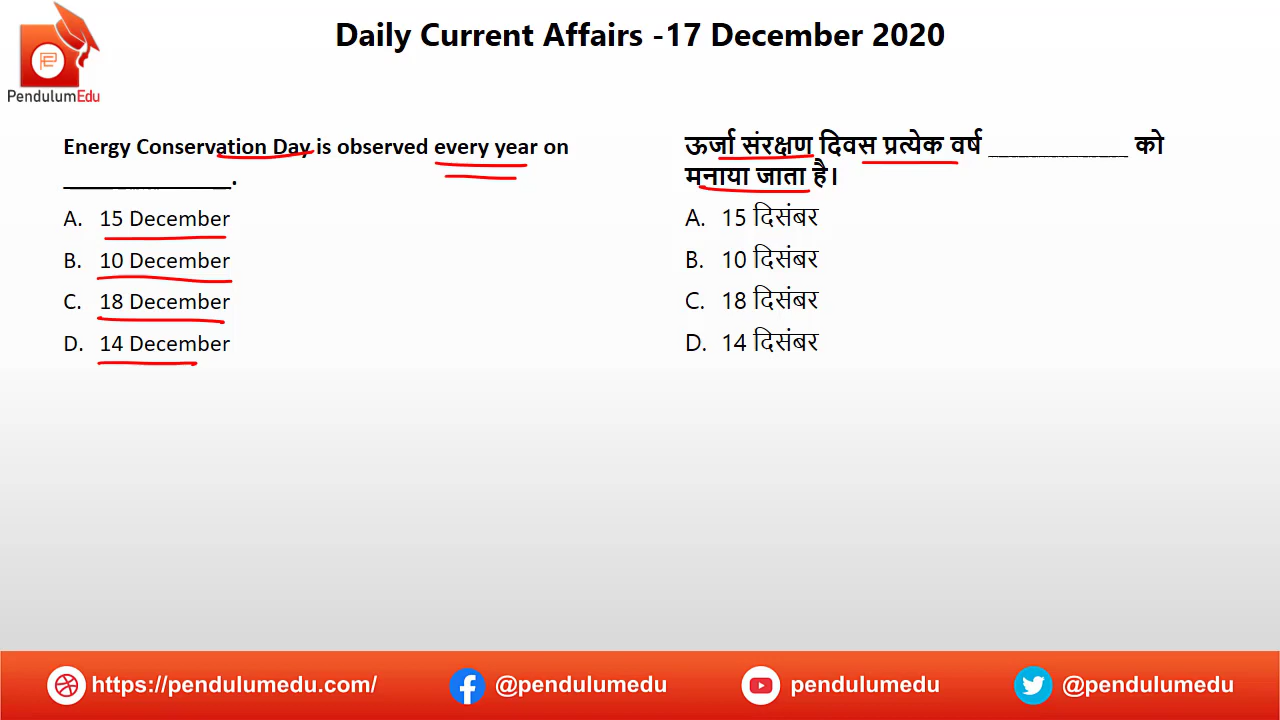 PendulumEdu
Daily Current Affairs -17 December 2020
Energy Conservation Day is observed every year on
_______________.
A. 15 December
B. 10 December
C. 18 December
D. 14 December
ऊर्जा संरक्षण दिवस प्रत्येक वर्ष ____________ को
मनाया जाता है।
A. 15 दिसंबर
B. 10 दिसंबर
C. 18 दिसंबर
D. 14 दिसंबर
https://pendulumedu.com/
@pendulumedu
pendulumedu
@pendulumedu